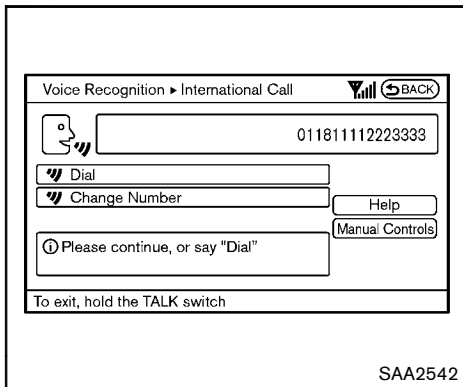 Voice Recognition ▸ International Call BACK
011811112223333
Dial
Change Number
Help
Manual Controls
Please continue, or say "Dial"
To exit, hold the TALK switch
SAA2542